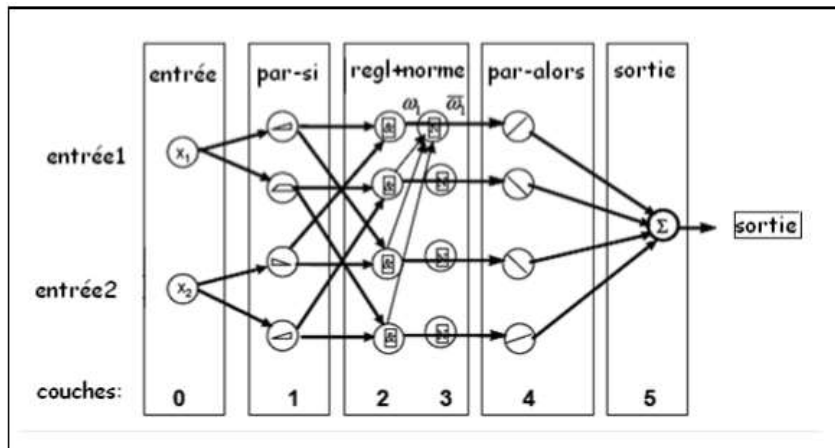 entrée par-si regl+norme par-alors sortie
ω₁ ω̅₁
entrée1 x₁
entrée2 x₂
Σ sortie
couches: 0 1 2 3 4 5